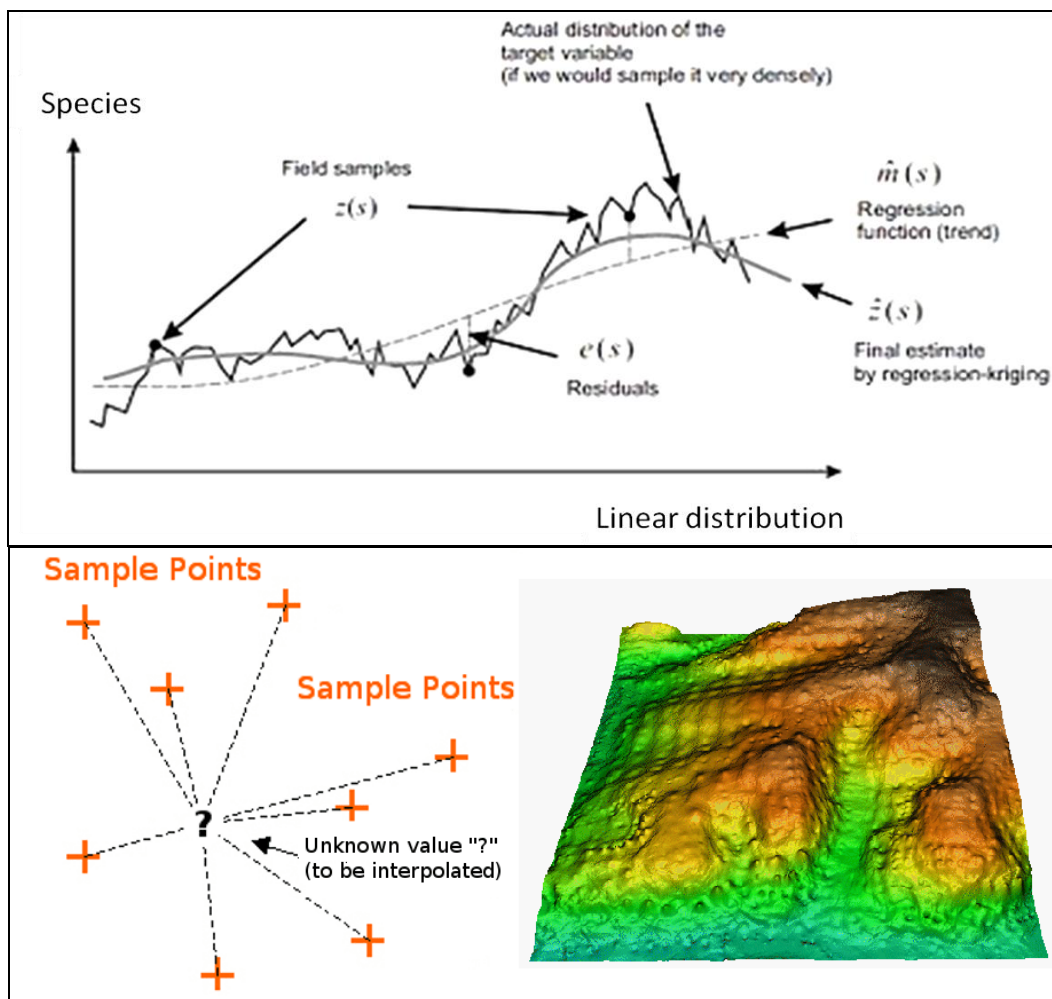 Actual distribution of the
target variable
(if we would sample it very densely)
Species
Field samples
z(s)
m̂(s)
Regression
function (trend)
ẑ(s)
e(s)
Residuals
Final estimate
by regression-kriging
Linear distribution
Sample Points
Sample Points
?
Unknown value "?"
(to be interpolated)